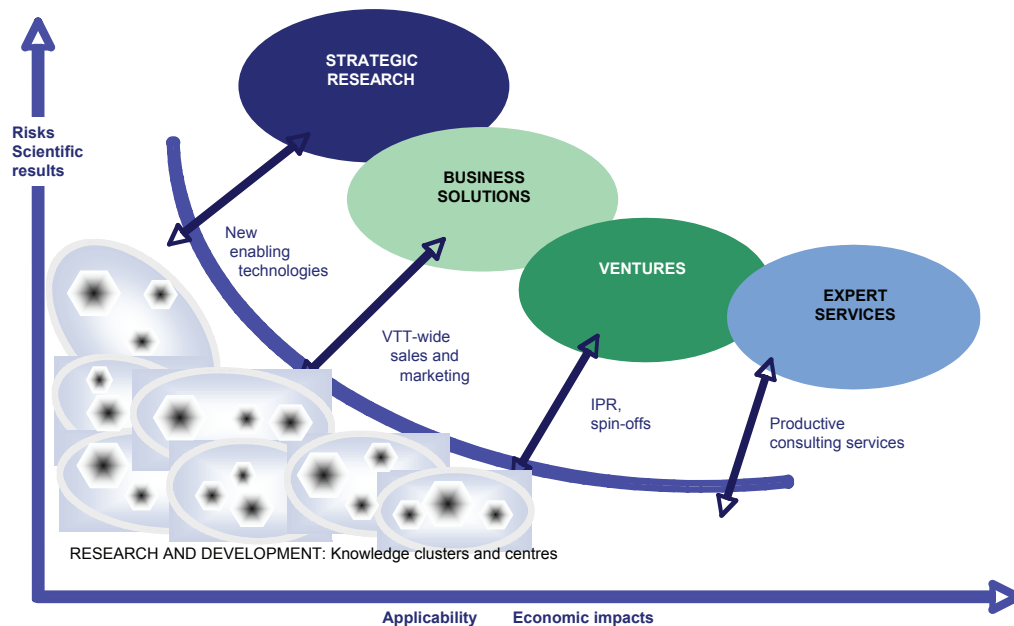 STRATEGIC
RESEARCH
Risks
Scientific
results
BUSINESS
SOLUTIONS
New
enabling
technologies
VENTURES
EXPERT
SERVICES
VTT-wide
sales and
marketing
IPR,
spin-offs
Productive
consulting services
RESEARCH AND DEVELOPMENT: Knowledge clusters and centres
Applicability Economic impacts